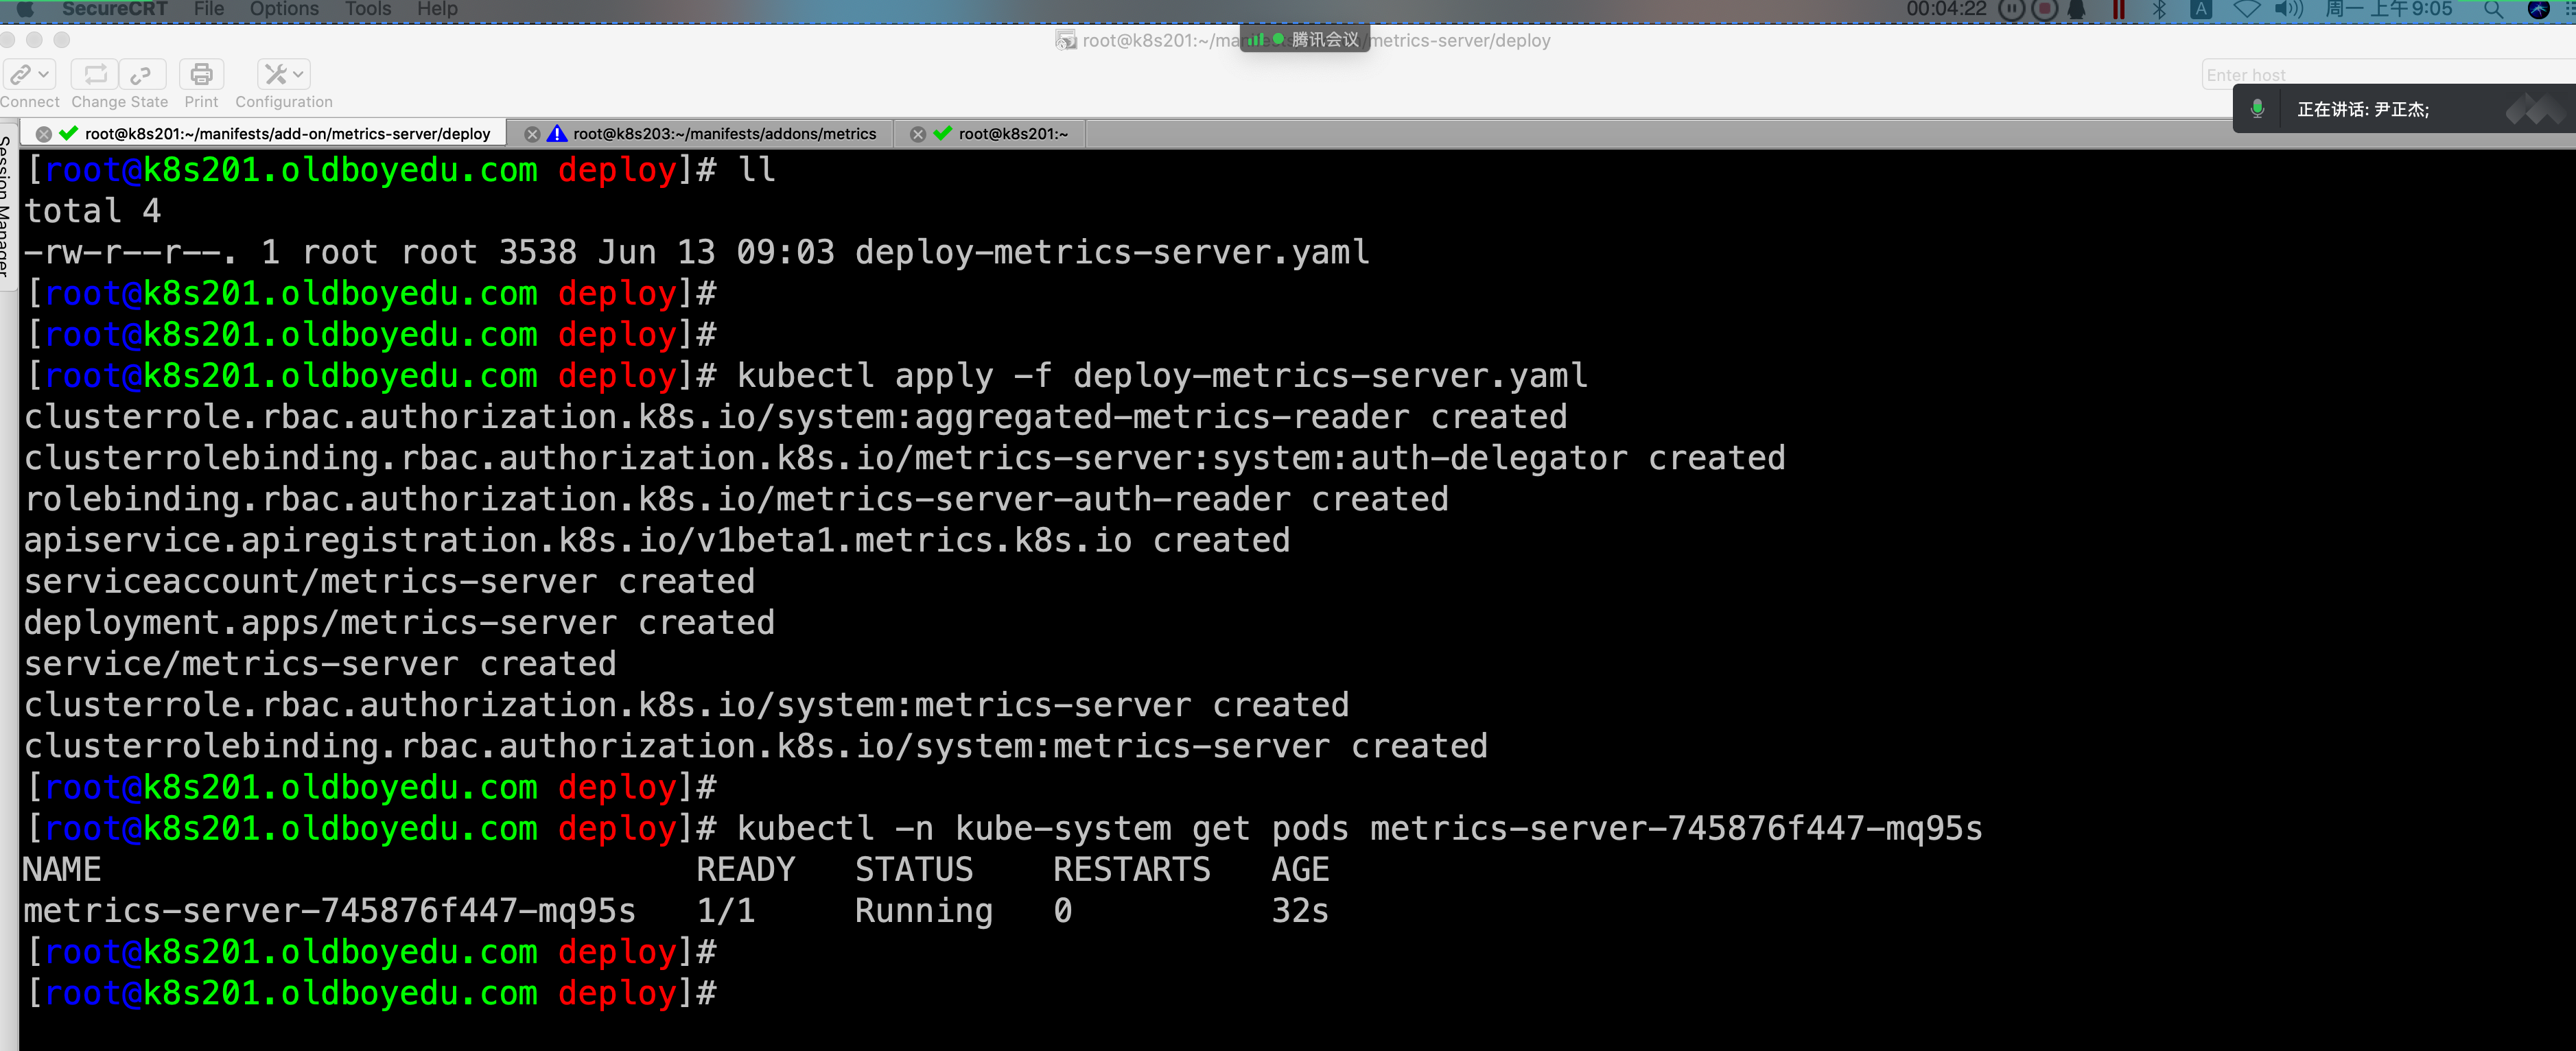 SecureCRT File Options Tools Help 00:04:22 A 周一 上午9:05
root@k8s201:~/manifests/add-on/metrics-server/deploy
腾讯会议
Enter host
Connect Change State Print Configuration
正在讲话: 尹正杰;
root@k8s201:~/manifests/add-on/metrics-server/deploy root@k8s203:~/manifests/addons/metrics root@k8s201:~
Session Manager
[root@k8s201.oldboyedu.com deploy]# ll
total 4
-rw-r--r--. 1 root root 3538 Jun 13 09:03 deploy-metrics-server.yaml
[root@k8s201.oldboyedu.com deploy]#
[root@k8s201.oldboyedu.com deploy]#
[root@k8s201.oldboyedu.com deploy]# kubectl apply -f deploy-metrics-server.yaml
clusterrole.rbac.authorization.k8s.io/system:aggregated-metrics-reader created
clusterrolebinding.rbac.authorization.k8s.io/metrics-server:system:auth-delegator created
rolebinding.rbac.authorization.k8s.io/metrics-server-auth-reader created
apiservice.apiregistration.k8s.io/v1beta1.metrics.k8s.io created
serviceaccount/metrics-server created
deployment.apps/metrics-server created
service/metrics-server created
clusterrole.rbac.authorization.k8s.io/system:metrics-server created
clusterrolebinding.rbac.authorization.k8s.io/system:metrics-server created
[root@k8s201.oldboyedu.com deploy]#
[root@k8s201.oldboyedu.com deploy]# kubectl -n kube-system get pods metrics-server-745876f447-mq95s
NAME READY STATUS RESTARTS AGE
metrics-server-745876f447-mq95s 1/1 Running 0 32s
[root@k8s201.oldboyedu.com deploy]#
[root@k8s201.oldboyedu.com deploy]#